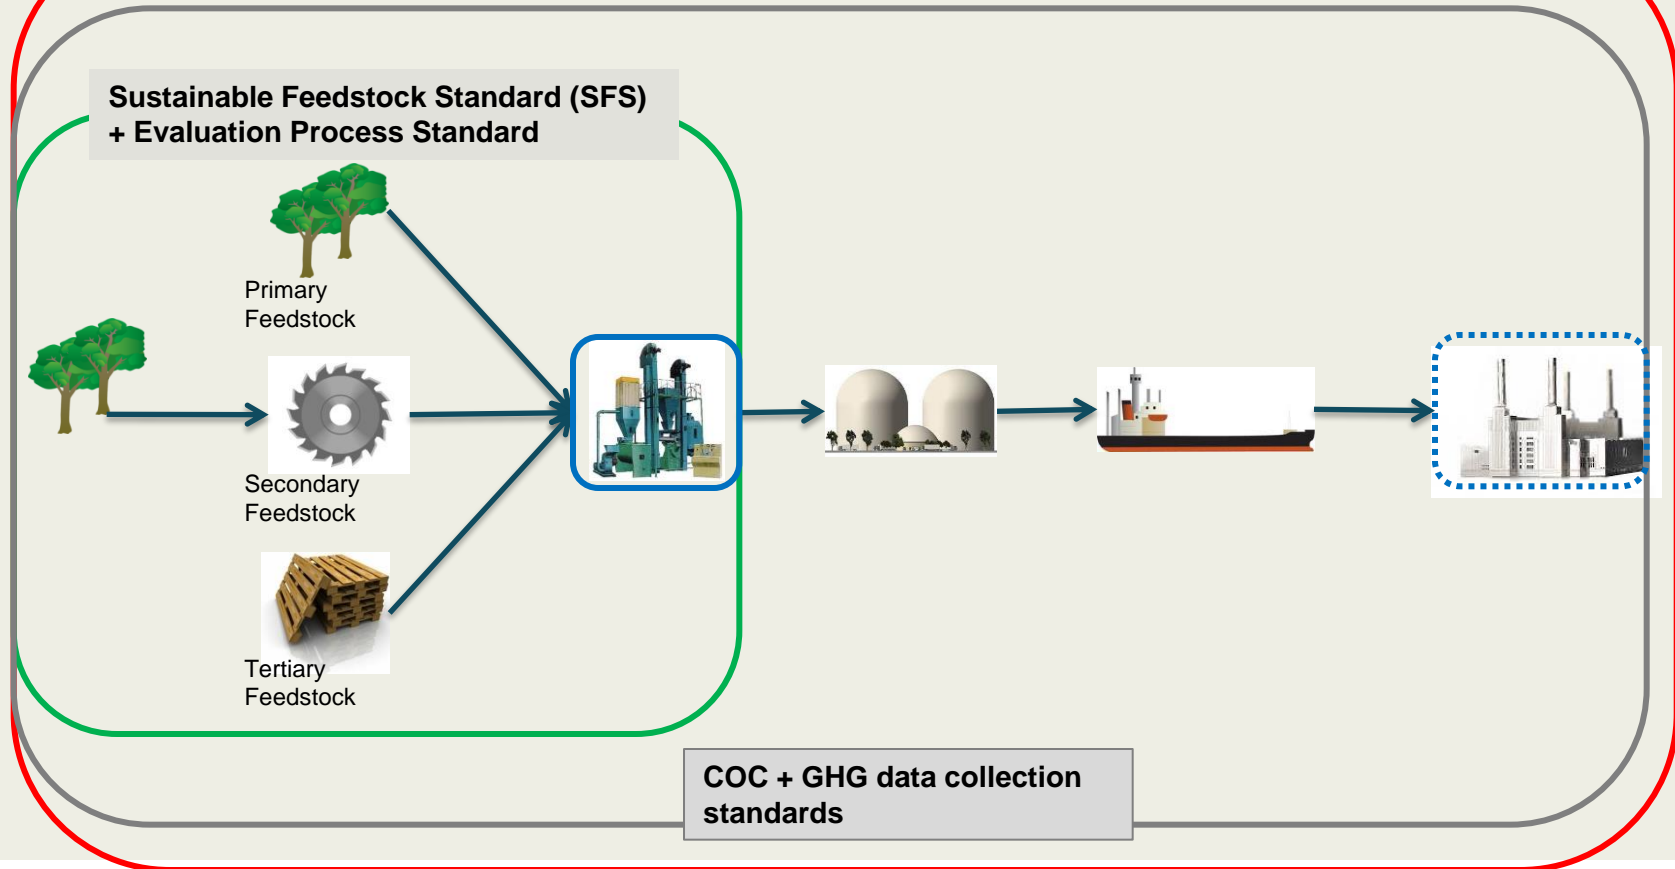 Sustainable Feedstock Standard (SFS)
+ Evaluation Process Standard
Primary
Feedstock
Secondary
Feedstock
Tertiary
Feedstock
COC + GHG data collection
standards